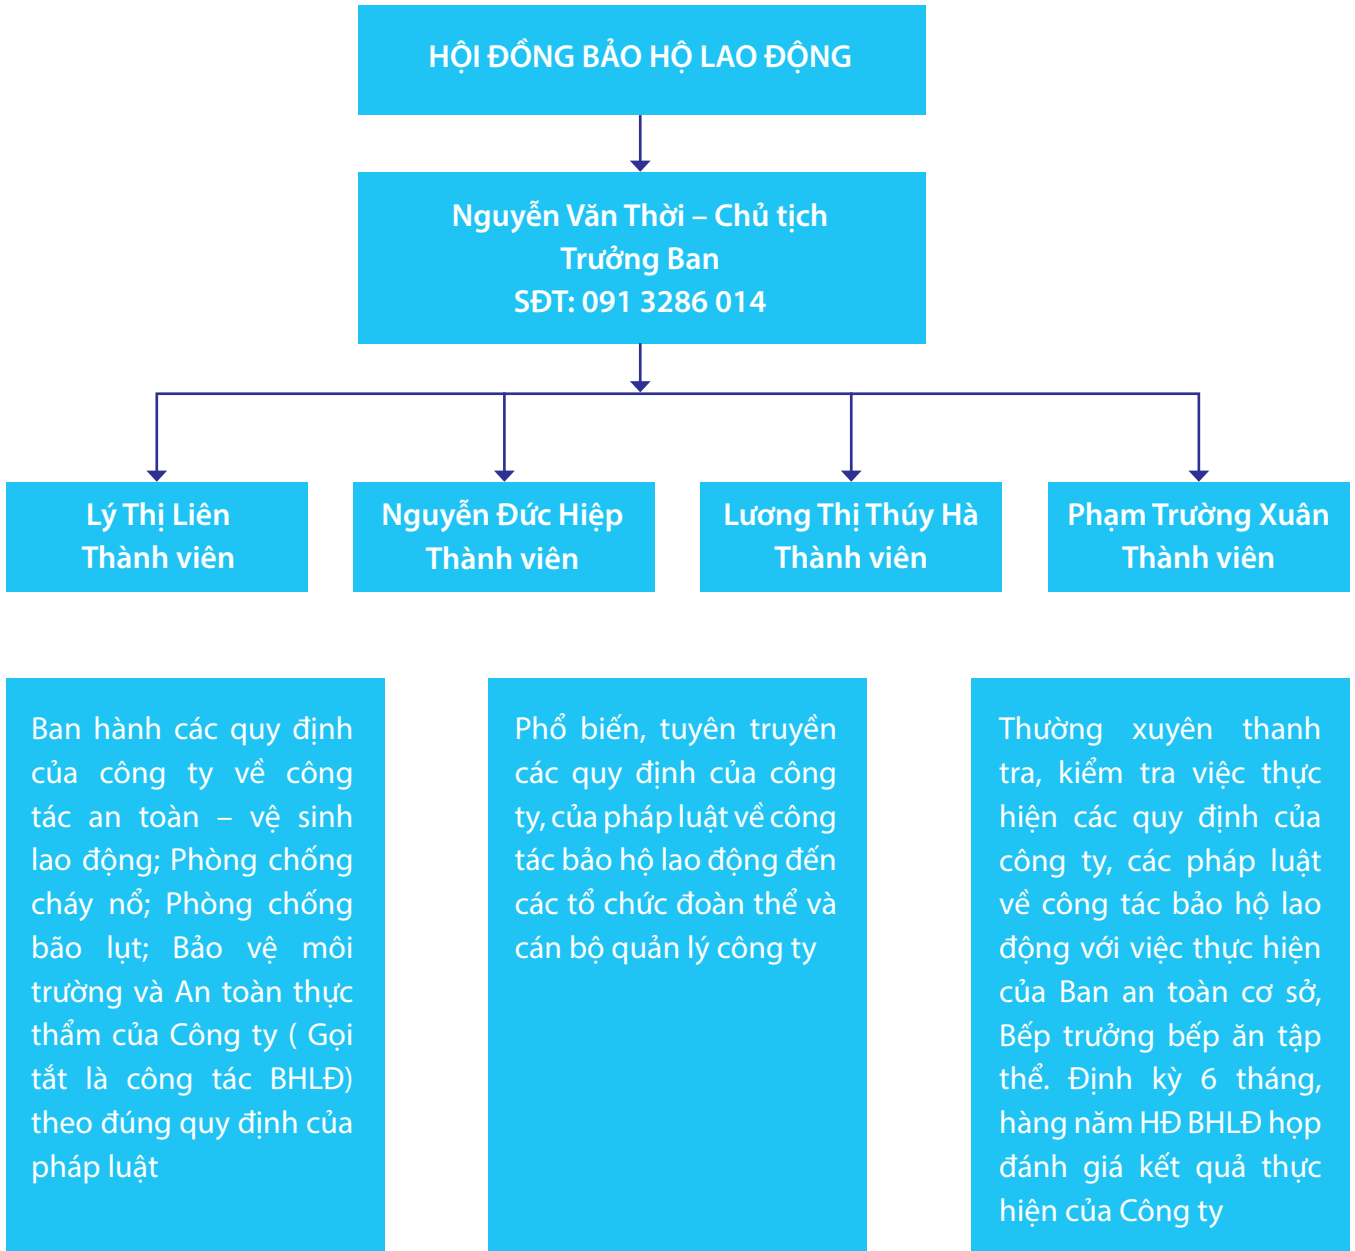 HỘI ĐỒNG BẢO HỘ LAO ĐỘNG
Nguyễn Văn Thời – Chủ tịch
Trưởng Ban
SĐT: 091 3286 014
Lý Thị Liên
Thành viên
Nguyễn Đức Hiệp
Thành viên
Lương Thị Thúy Hà
Thành viên
Phạm Trường Xuân
Thành viên
Ban hành các quy định
của công ty về công
tác an toàn – vệ sinh
lao động; Phòng chống
cháy nổ; Phòng chống
bão lụt; Bảo vệ môi
trường và An toàn thực
thẩm của Công ty ( Gọi
tắt là công tác BHLĐ)
theo đúng quy định của
pháp luật
Phổ biến, tuyên truyền
các quy định của công
ty, của pháp luật về công
tác bảo hộ lao động đến
các tổ chức đoàn thể và
cán bộ quản lý công ty
Thường xuyên thanh
tra, kiểm tra việc thực
hiện các quy định của
công ty, các pháp luật
về công tác bảo hộ lao
động với việc thực hiện
của Ban an toàn cơ sở,
Bếp trưởng bếp ăn tập
thể. Định kỳ 6 tháng,
hàng năm HĐ BHLĐ họp
đánh giá kết quả thực
hiện của Công ty